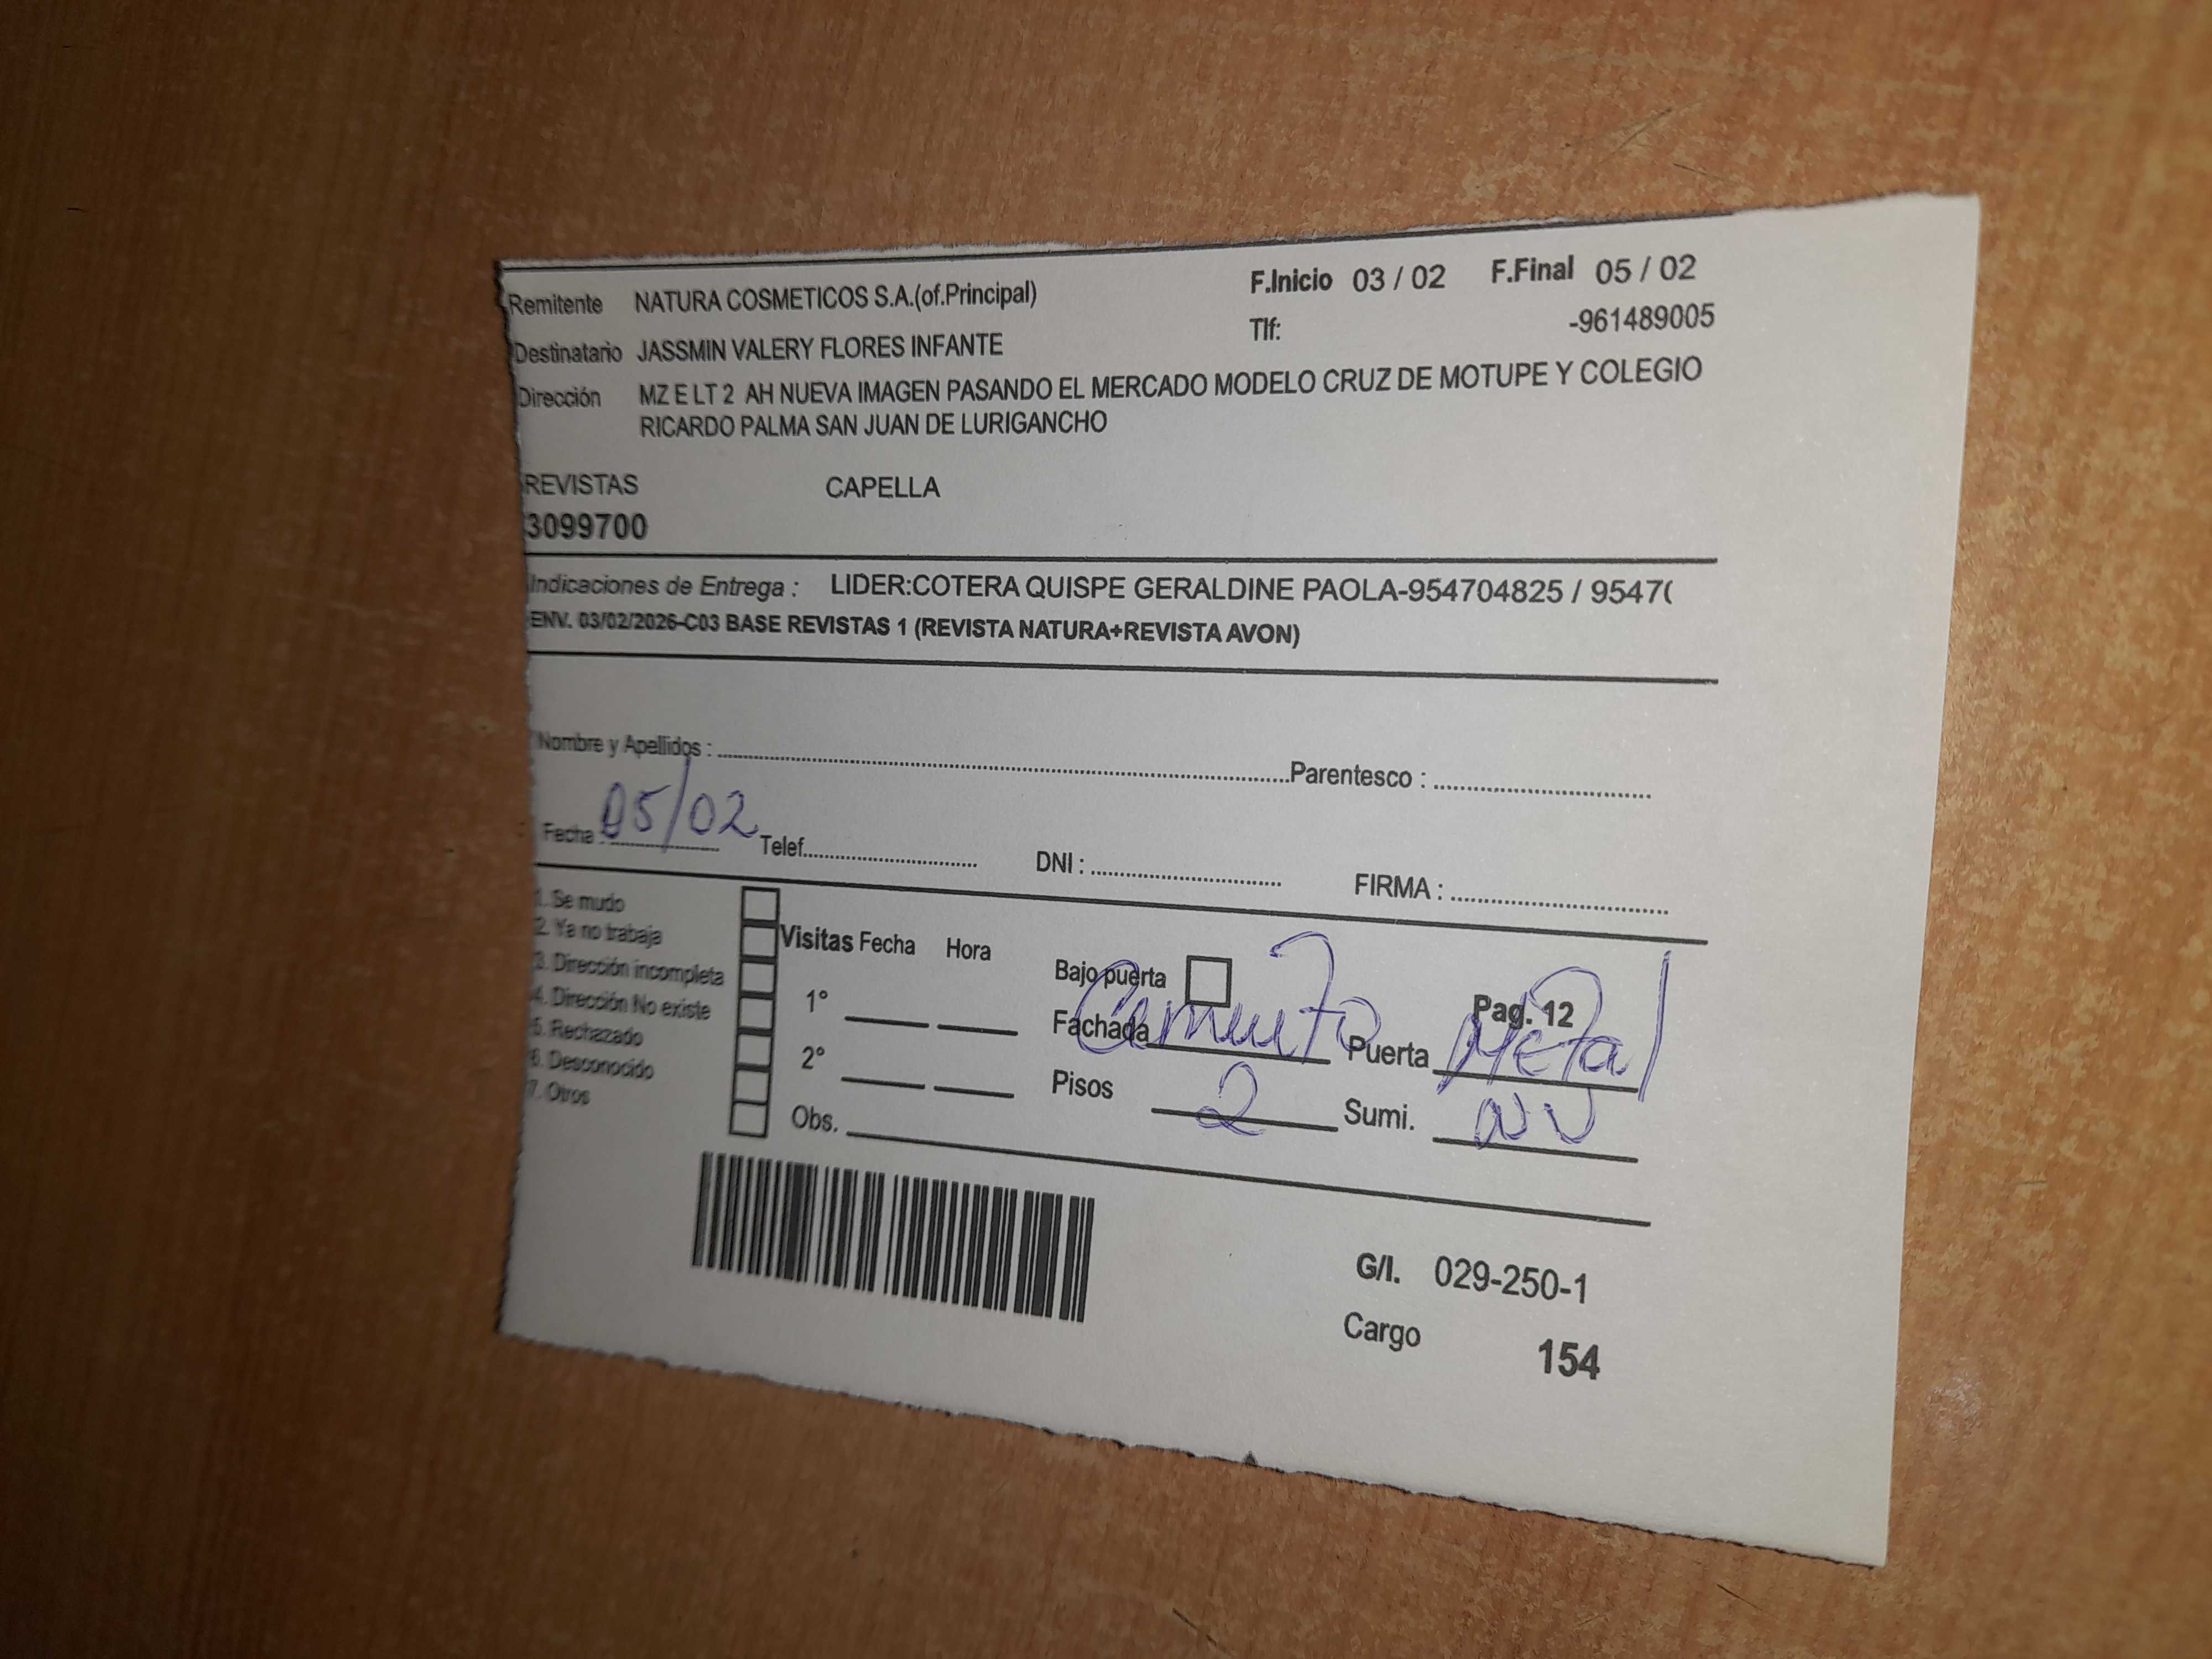 Remitente NATURA COSMETICOS S.A.(of.Principal) F.Inicio 03 / 02 F.Final 05 / 02
Destinatario JASSMIN VALERY FLORES INFANTE Tlf: -961489005
Dirección MZ E LT 2 AH NUEVA IMAGEN PASANDO EL MERCADO MODELO CRUZ DE MOTUPE Y COLEGIO
RICARDO PALMA SAN JUAN DE LURIGANCHO
REVISTAS CAPELLA
3099700
Indicaciones de Entrega : LIDER:COTERA QUISPE GERALDINE PAOLA-954704825 / 9547(
ENV. 03/02/2026-C03 BASE REVISTAS 1 (REVISTA NATURA+REVISTA AVON)
Nombre y Apellidos : Parentesco :
Fecha : 05/02 Telef. DNI : FIRMA :
1. Se mudo
2. Ya no trabaja
3. Dirección incompleta
4. Dirección No existe
5. Rechazado
6. Desconocido
7. Otros
Visitas Fecha Hora
1°
2°
Obs.
Bajo puerta Pag. 12
Fachada Cemento Puerta Metal
Pisos 2 Sumi. NV
G/I. 029-250-1
Cargo 154